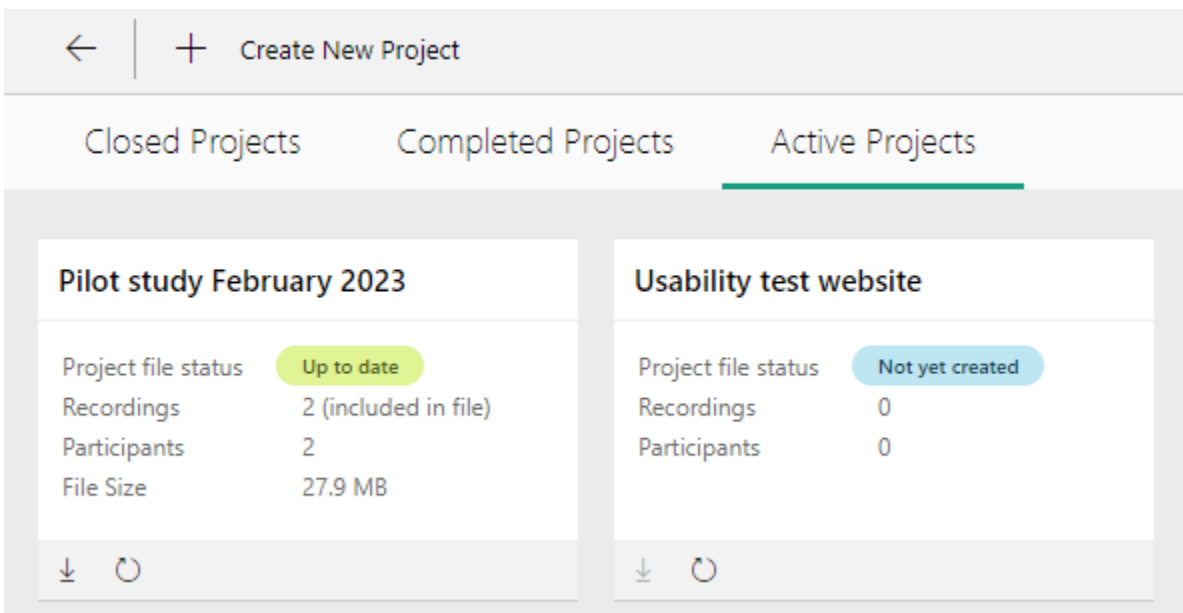 Create New Project
Closed Projects Completed Projects Active Projects
Pilot study February 2023
Project file status Up to date
Recordings 2 (included in file)
Participants 2
File Size 27.9 MB
Usability test website
Project file status Not yet created
Recordings 0
Participants 0